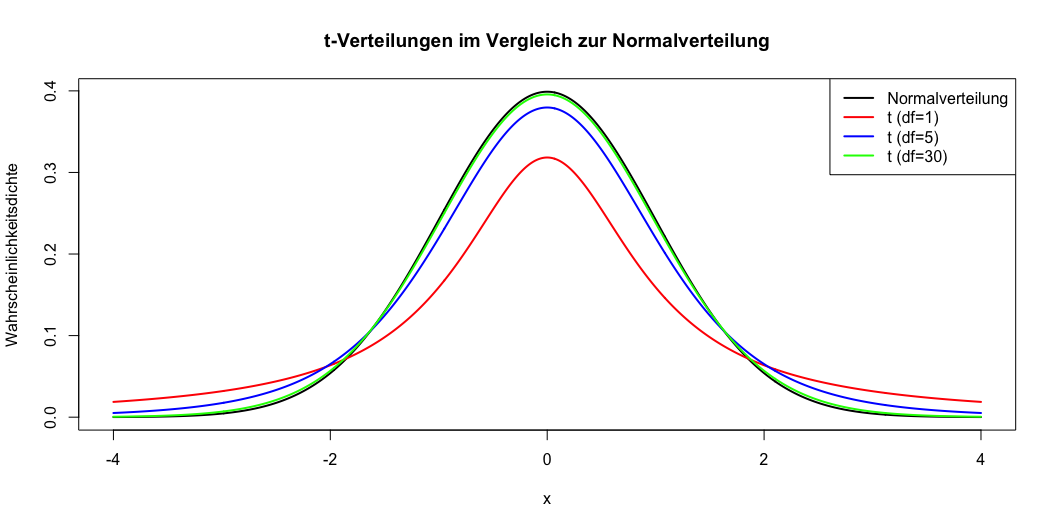 t-Verteilungen im Vergleich zur Normalverteilung
Normalverteilung
t (df=1)
t (df=5)
t (df=30)
Wahrscheinlichkeitsdichte
0.4
0.3
0.2
0.1
0.0
-4 -2 0 2 4
x